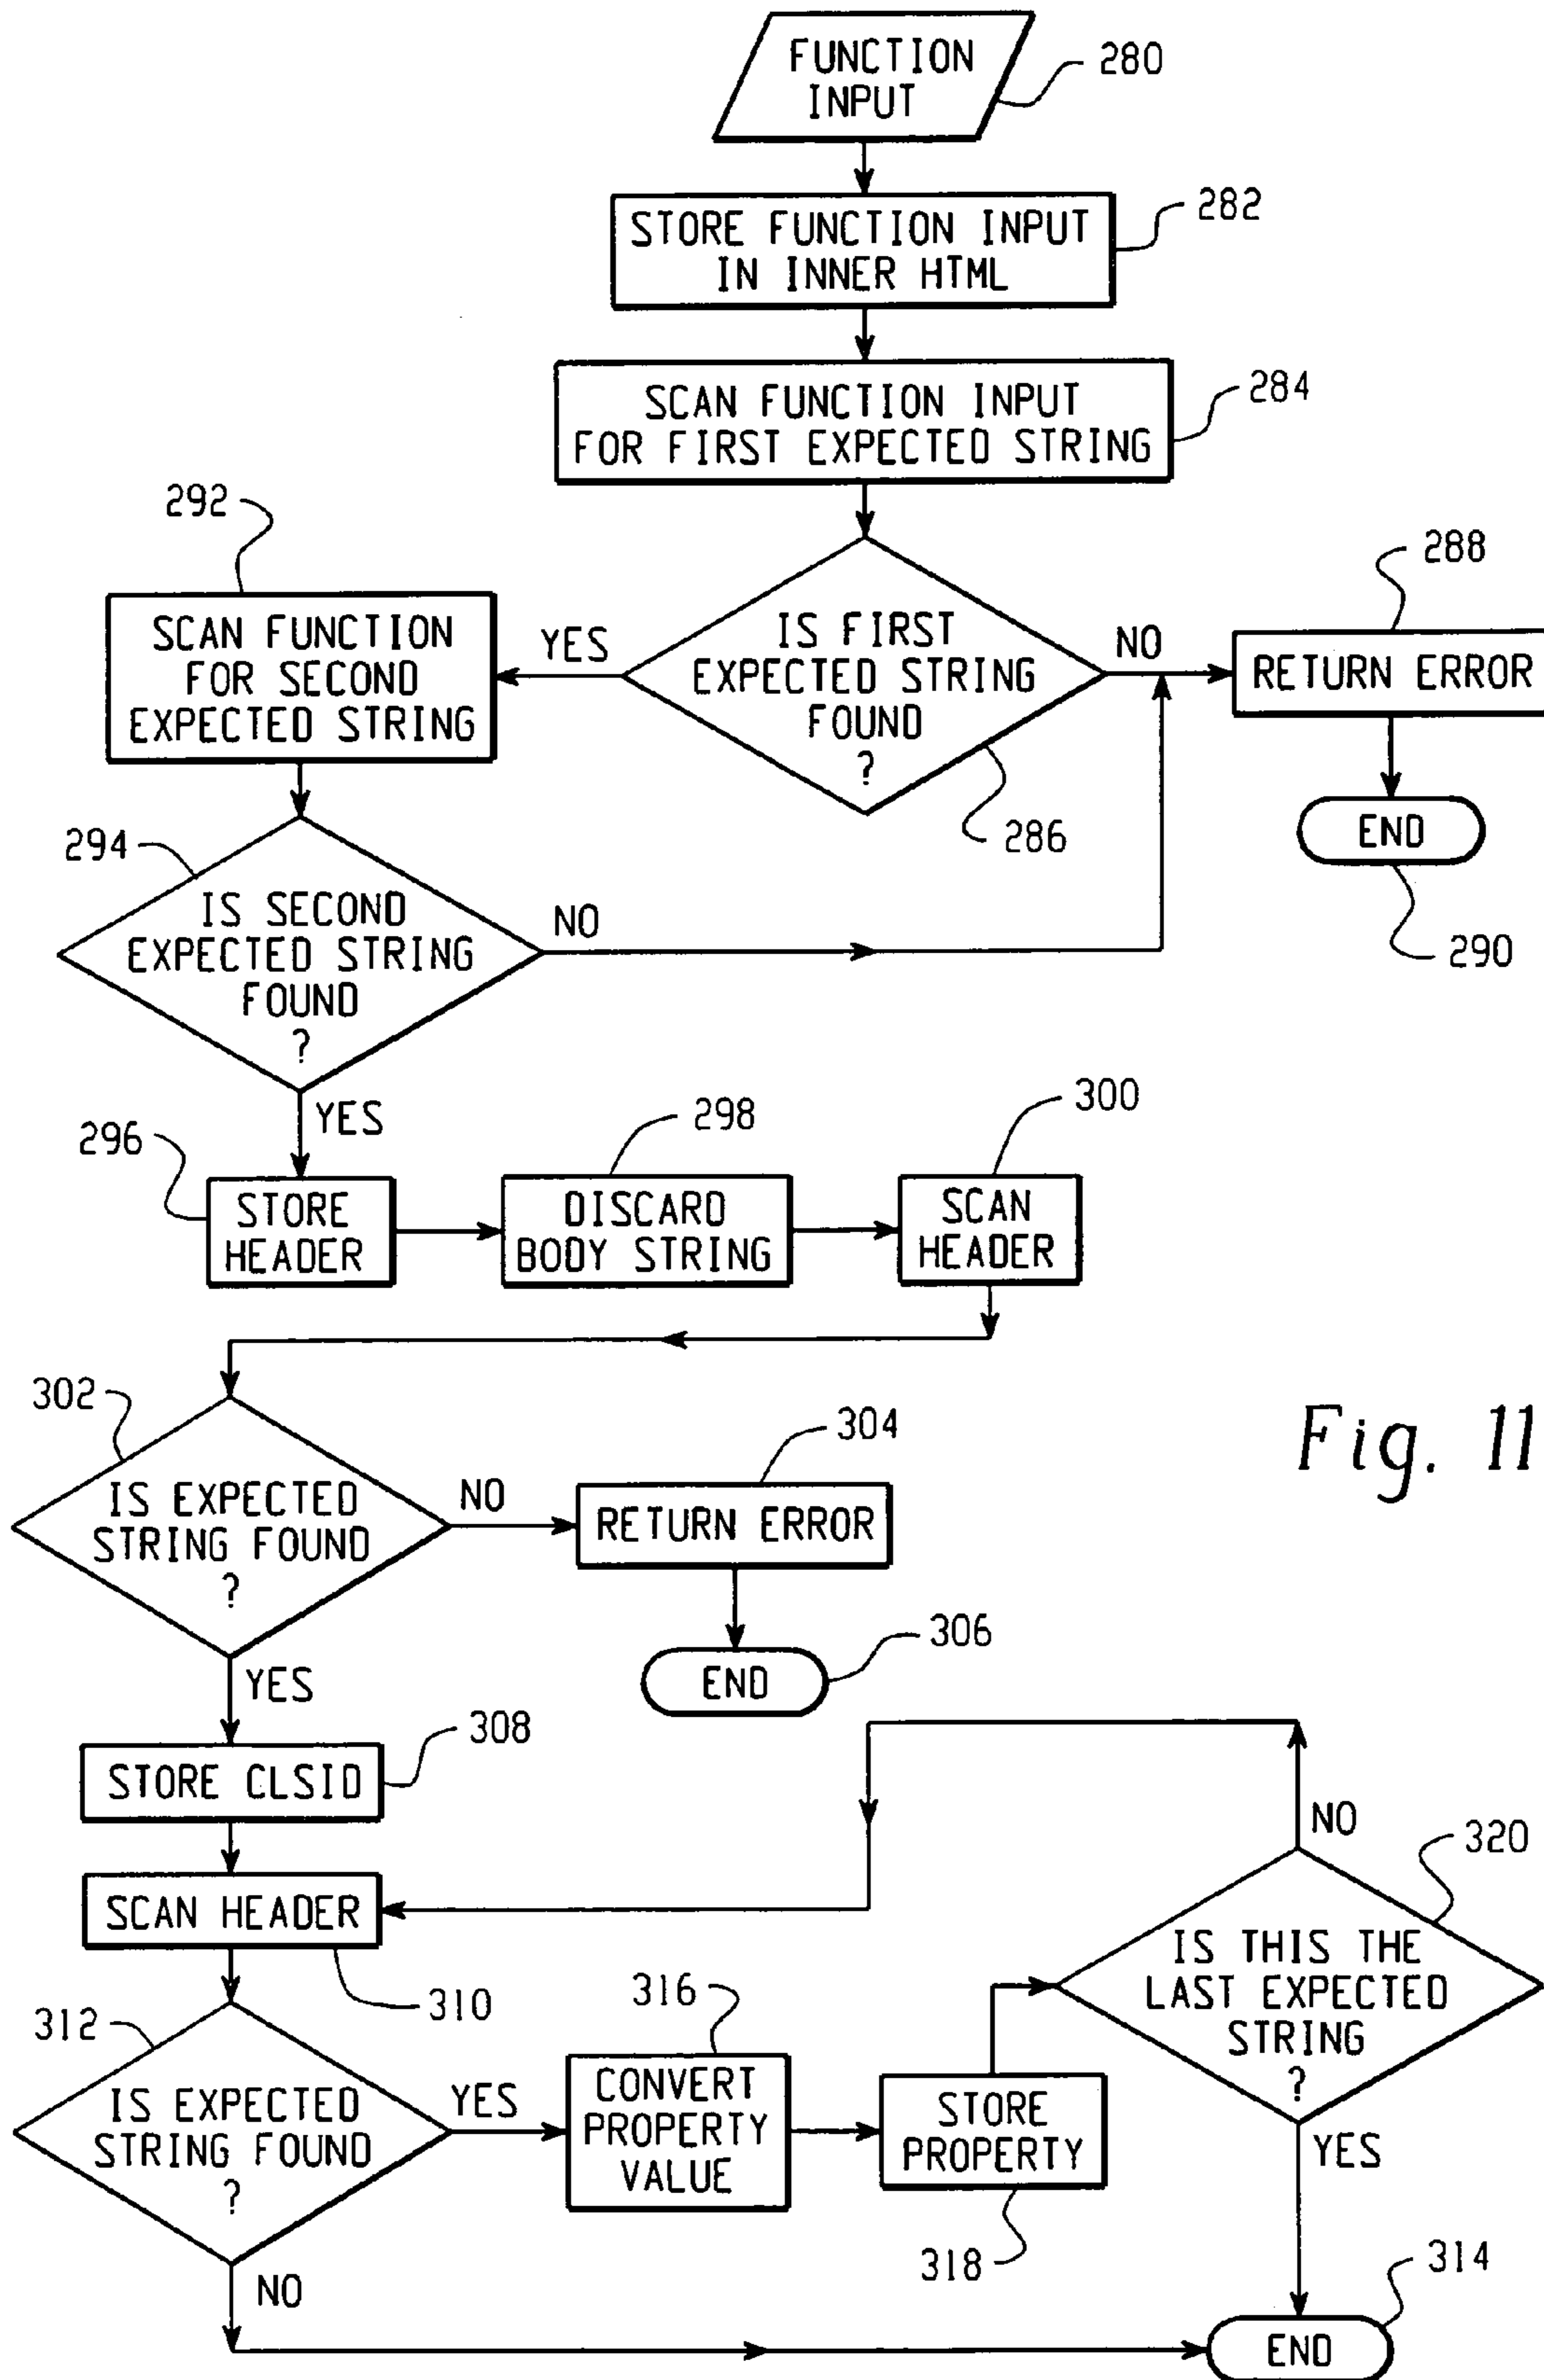 FUNCTION
INPUT
280
STORE FUNCTION INPUT
IN INNER HTML
282
SCAN FUNCTION INPUT
FOR FIRST EXPECTED STRING
284
292
SCAN FUNCTION
FOR SECOND
EXPECTED STRING
YES
IS FIRST
EXPECTED STRING
FOUND
?
286
NO
288
RETURN ERROR
END
290
294
IS SECOND
EXPECTED STRING
FOUND
?
NO
YES
296
STORE
HEADER
298
DISCARD
BODY STRING
300
SCAN
HEADER
302
IS EXPECTED
STRING FOUND
?
NO
304
RETURN ERROR
END
306
Fig. 11
YES
308
STORE CLSID
SCAN HEADER
310
312
IS EXPECTED
STRING FOUND
?
YES
316
CONVERT
PROPERTY
VALUE
STORE
PROPERTY
318
NO
320
IS THIS THE
LAST EXPECTED
STRING
?
YES
NO
314
END